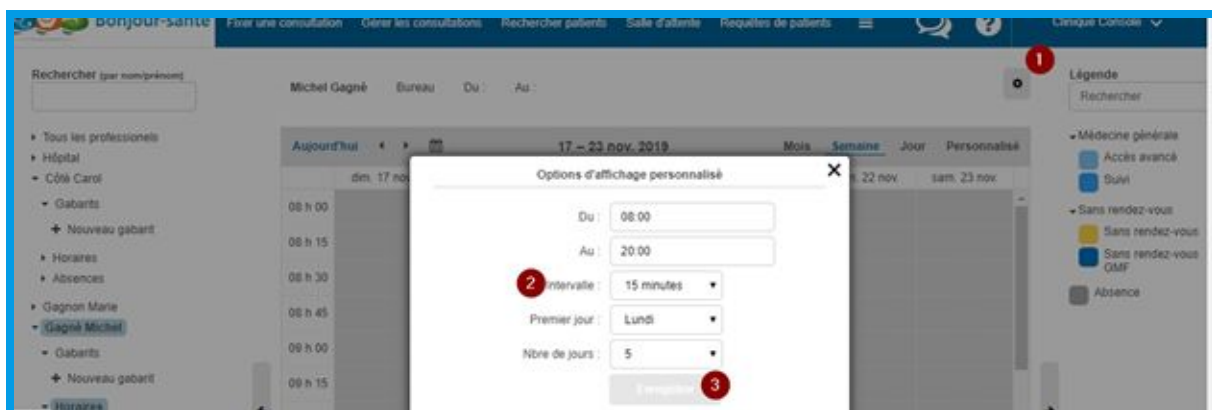 Bonjour-santé Fixer une consultation Gérer les consultations Rechercher patients Salle d'attente Requêtes de patients Clinique Console
1
Rechercher (par nom/prénom)
Michel Gagné Bureau Du : Au :
Légende
Rechercher
Tous les professionels
Hôpital
Côté Carol
Gabarits
+ Nouveau gabarit
Horaires
Absences
Gagnon Marie
Gagné Michel
Gabarits
+ Nouveau gabarit
Horaires
Aujourd'hui 17 – 23 nov. 2019 Mois Semaine Jour Personnalisé
dim. 17 nov. 22 nov. sam. 23 nov.
08 h 00
08 h 15
08 h 30
08 h 45
09 h 00
09 h 15
Options d'affichage personnalisé
Du : 08:00
Au : 20:00
2 Intervalle : 15 minutes
Premier jour : Lundi
Nbre de jours : 5
Enregistrer 3
Médecine générale
Accès avancé
Suivi
Sans rendez-vous
Sans rendez-vous
Sans rendez-vous
GMF
Absence